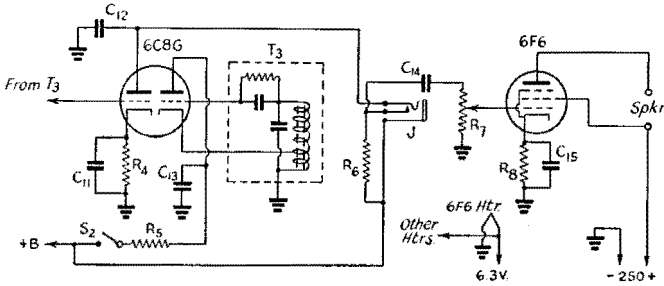 C12
6C8G
T3
From T3
C11
R4
C13
S2
R5
+B
C14
J
R6
R7
6F6
Spkr
R8
C15
6F6 Htr.
Other
Htrs.
6.3V.
- 250 +